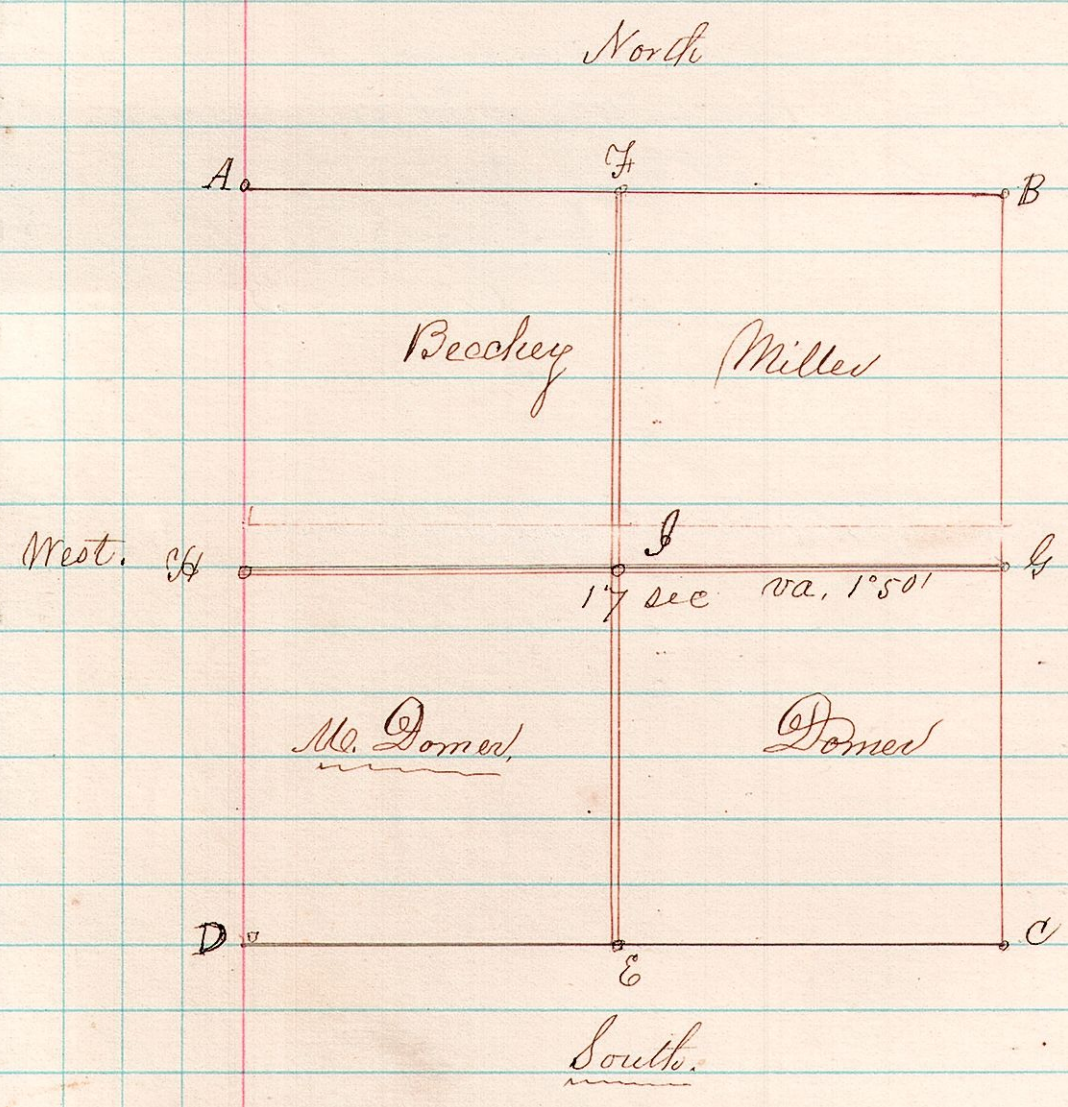 North
A F B
Beechey Miller
West. H I G
17 sec va. 1°50'
M. Domer, Domer
D E C
South.